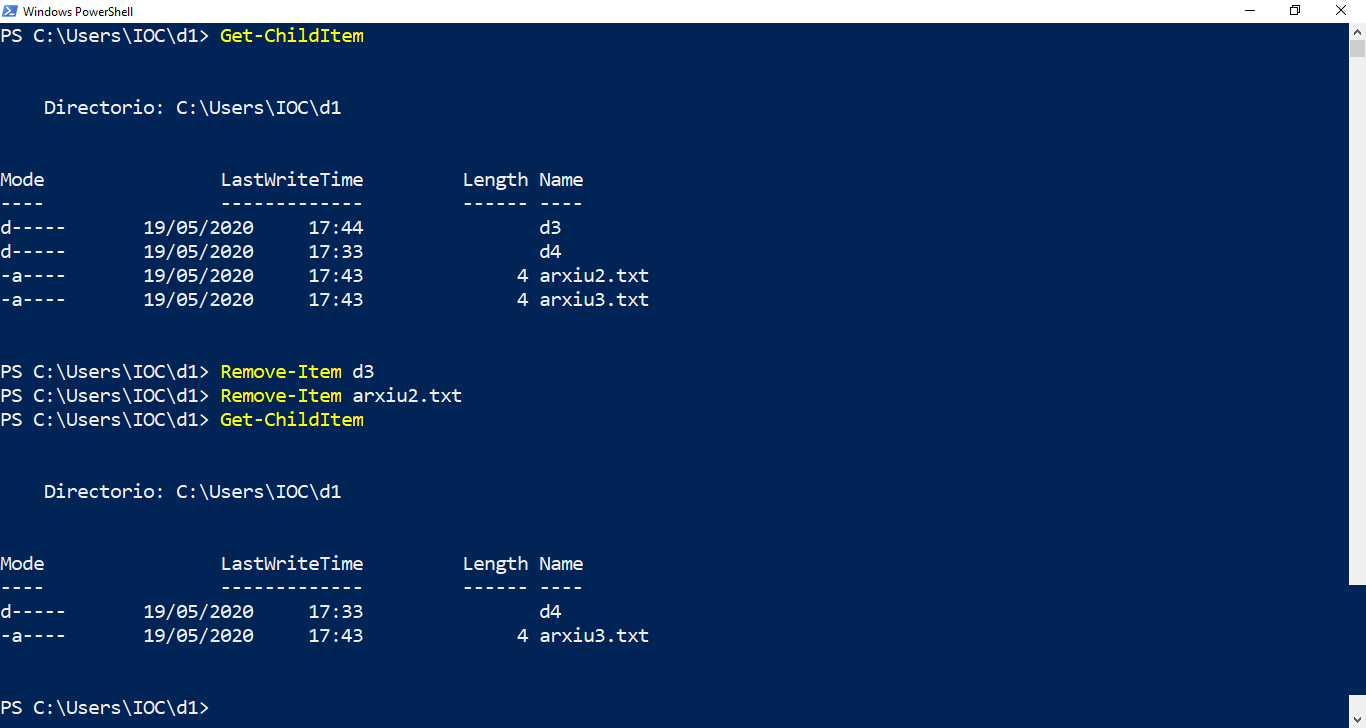 Windows PowerShell
PS C:\Users\IOC\d1> Get-ChildItem
Directorio: C:\Users\IOC\d1
Mode LastWriteTime Length Name
---- ------------- ------ ----
d----- 19/05/2020 17:44 d3
d----- 19/05/2020 17:33 d4
-a---- 19/05/2020 17:43 4 arxiu2.txt
-a---- 19/05/2020 17:43 4 arxiu3.txt
PS C:\Users\IOC\d1> Remove-Item d3
PS C:\Users\IOC\d1> Remove-Item arxiu2.txt
PS C:\Users\IOC\d1> Get-ChildItem
Directorio: C:\Users\IOC\d1
Mode LastWriteTime Length Name
---- ------------- ------ ----
d----- 19/05/2020 17:33 d4
-a---- 19/05/2020 17:43 4 arxiu3.txt
PS C:\Users\IOC\d1>